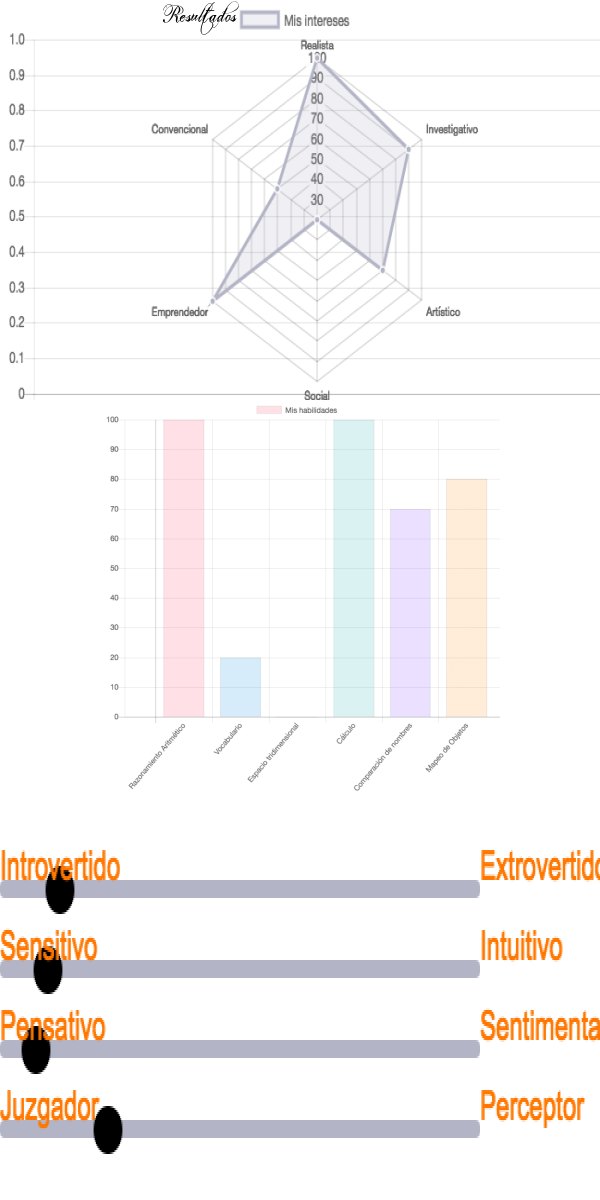 Resultados
Mis intereses
1.0
0.9
0.8
0.7
0.6
0.5
0.4
0.3
0.2
0.1
0
Realista
100
90
80
70
60
50
40
30
Convencional
Investigativo
Emprendedor
Artístico
Social
Mis habilidades
100
90
80
70
60
50
40
30
20
10
0
Razonamiento Aritmético
Vocabulario
Espacio tridimensional
Cálculo
Comparación de nombres
Mapeo de Objetos
Introvertido Extrovertido
Sensitivo Intuitivo
Pensativo Sentimenta
Juzgador Perceptor